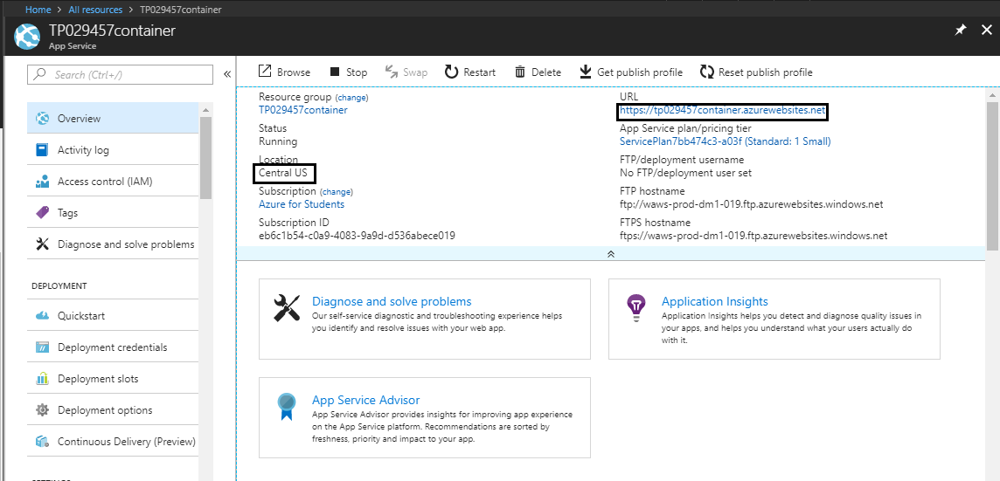 Home > All resources > TP029457container
TP029457container
App Service
Search (Ctrl+/)
«
Overview
Activity log
Access control (IAM)
Tags
Diagnose and solve problems
DEPLOYMENT
Quickstart
Deployment credentials
Deployment slots
Deployment options
Continuous Delivery (Preview)
Browse Stop Swap Restart Delete Get publish profile Reset publish profile
Resource group (change)
TP029457container
Status
Running
Location
Central US
Subscription (change)
Azure for Students
Subscription ID
eb6c1b54-c0a9-4083-9a9d-d536abece019
URL
https://tp029457container.azurewebsites.net
App Service plan/pricing tier
ServicePlan7bb474c3-a03f (Standard: 1 Small)
FTP/deployment username
No FTP/deployment user set
FTP hostname
ftp://waws-prod-dm1-019.ftp.azurewebsites.windows.net
FTPS hostname
ftps://waws-prod-dm1-019.ftp.azurewebsites.windows.net
Diagnose and solve problems
Our self-service diagnostic and troubleshooting experience helps
you identify and resolve issues with your web app.
Application Insights
Application Insights helps you detect and diagnose quality issues in
your apps, and helps you understand what your users actually do
with it.
App Service Advisor
App Service Advisor provides insights for improving app experience
on the App Service platform. Recommendations are sorted by
freshness, priority and impact to your app.